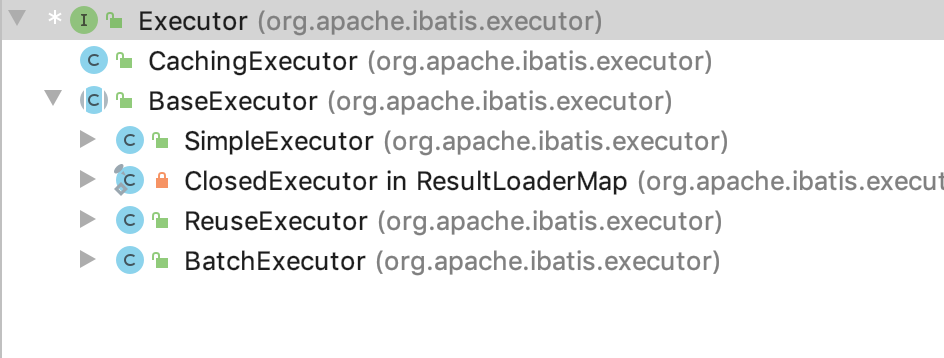 * I Executor (org.apache.ibatis.executor)
C CachingExecutor (org.apache.ibatis.executor)
C BaseExecutor (org.apache.ibatis.executor)
C SimpleExecutor (org.apache.ibatis.executor)
C ClosedExecutor in ResultLoaderMap (org.apache.ibatis.execut
C ReuseExecutor (org.apache.ibatis.executor)
C BatchExecutor (org.apache.ibatis.executor)